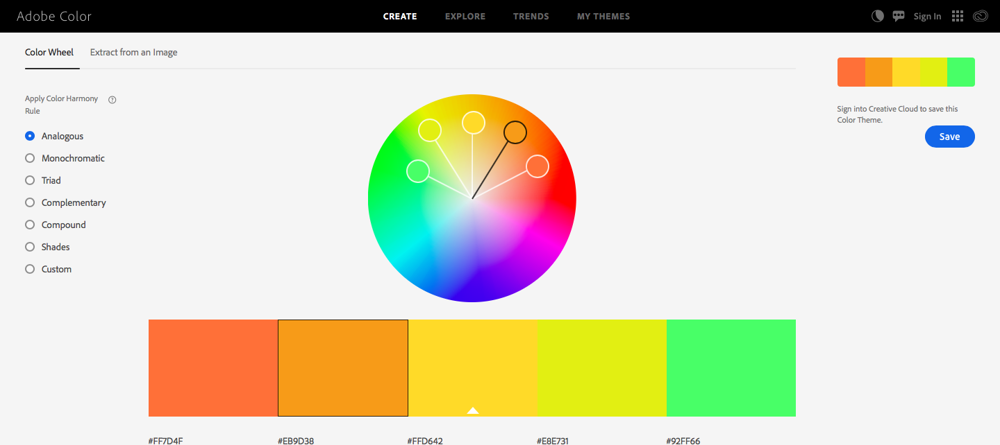 Adobe Color
CREATE
EXPLORE
TRENDS
MY THEMES
Sign In
Color Wheel
Extract from an Image
Apply Color Harmony
Rule
?
Analogous
Monochromatic
Triad
Complementary
Compound
Shades
Custom
Sign into Creative Cloud to save this
Color Theme.
Save
#FF7D4F
#EB9D38
#FFD642
#E8E731
#92FF66